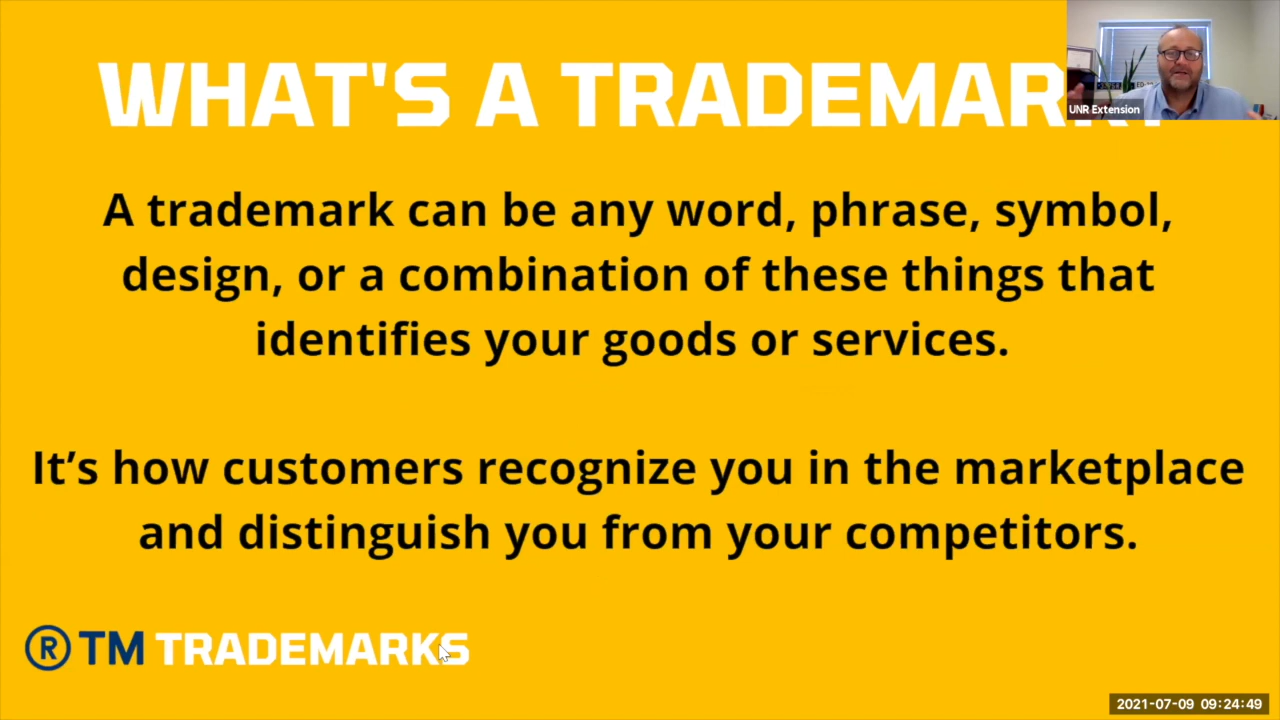 WHAT'S A TRADEMARK?
UNR Extension
A trademark can be any word, phrase, symbol,
design, or a combination of these things that
identifies your goods or services.
It’s how customers recognize you in the marketplace
and distinguish you from your competitors.
® TM TRADEMARKS
2021-07-09 09:24:49